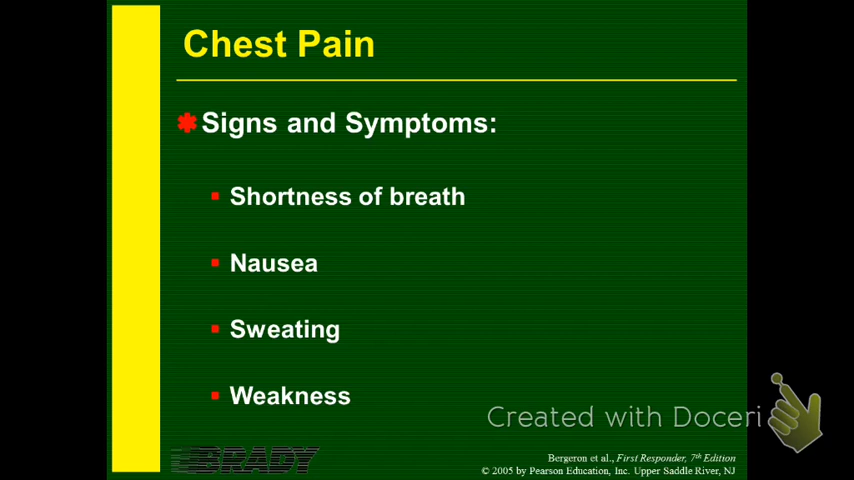 Chest Pain
Signs and Symptoms:
Shortness of breath
Nausea
Sweating
Weakness
Created with Doceri
BRADY
Bergeron et al., First Responder, 7th Edition
© 2005 by Pearson Education, Inc. Upper Saddle River, NJ